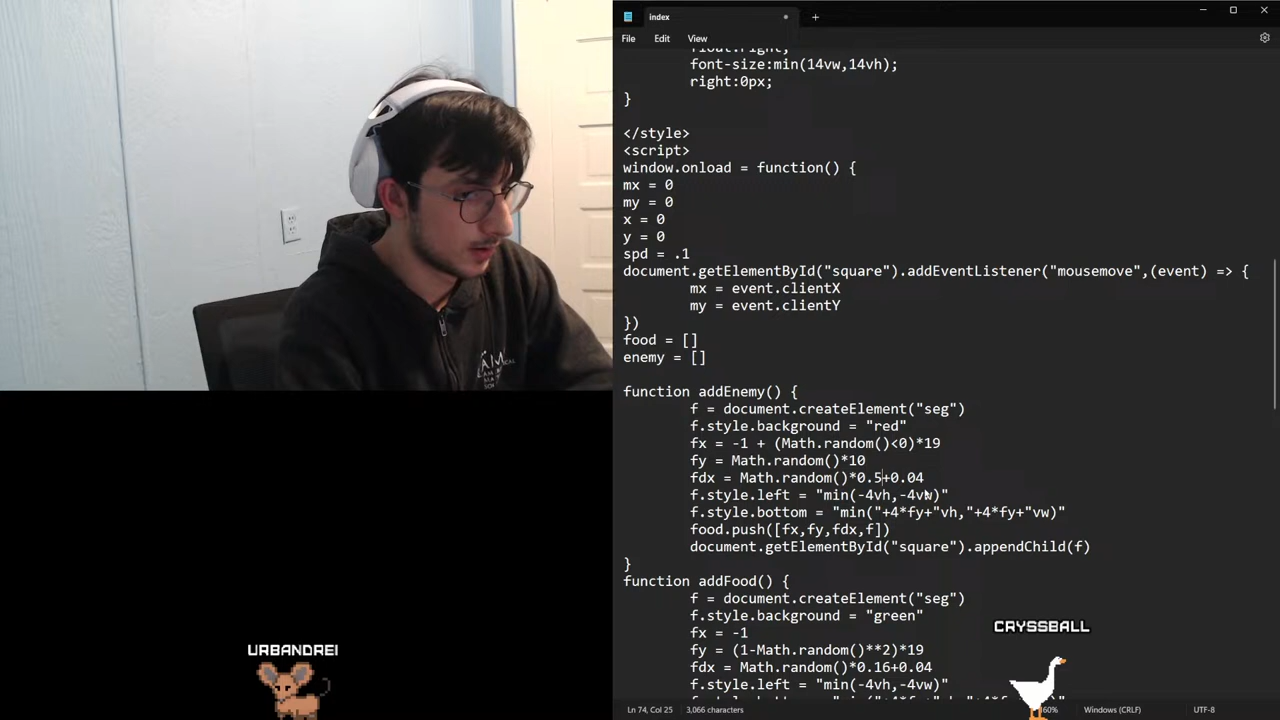 index
File Edit View
float:right;
font-size:min(14vw,14vh);
right:0px;
}
</style>
<script>
window.onload = function() {
mx = 0
my = 0
x = 0
y = 0
spd = .1
document.getElementById("square").addEventListener("mousemove",(event) => {
mx = event.clientX
my = event.clientY
})
food = []
enemy = []
function addEnemy() {
f = document.createElement("seg")
f.style.background = "red"
fx = -1 + (Math.random()<0)*19
fy = Math.random()*10
fdx = Math.random()*0.5+0.04
f.style.left = "min(-4vh,-4vw)"
f.style.bottom = "min("+4*fy+"vh,"+4*fy+"vw)"
food.push([fx,fy,fdx,f])
document.getElementById("square").appendChild(f)
}
function addFood() {
f = document.createElement("seg")
f.style.background = "green"
fx = -1
fy = (1-Math.random()**2)*19
fdx = Math.random()*0.16+0.04
f.style.left = "min(-4vh,-4vw)"
Ln 74, Col 25 3,066 characters 160% Windows (CRLF) UTF-8
URBANDREI
CRYSSBALL